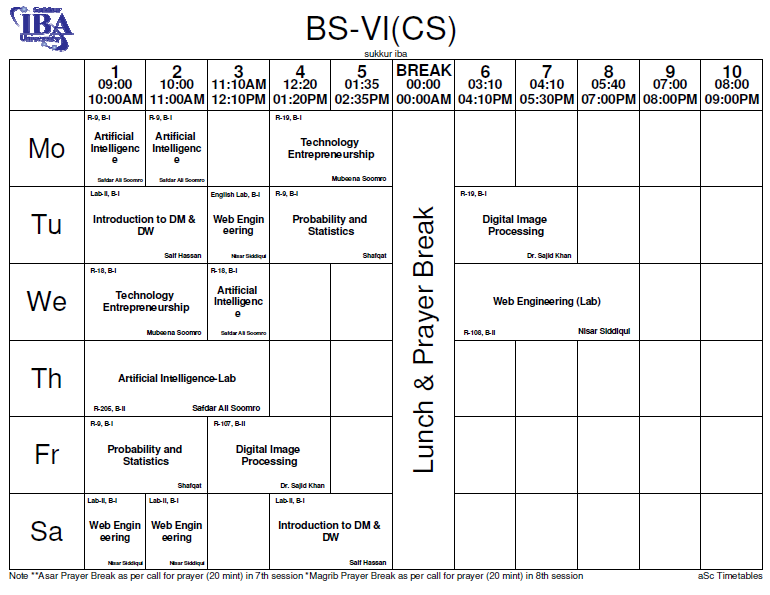 Sukkur
IBA
University
BS-VI(CS)
sukkur iba
1 2 3 4 5 BREAK 6 7 8 9 10
09:00 10:00 11:10AM 12:20 01:35 00:00 03:10 04:10 05:40 07:00 08:00
10:00AM 11:00AM 12:10PM 01:20PM 02:35PM 00:00AM 04:10PM 05:30PM 07:00PM 08:00PM 09:00PM
Mo
R-9, B-I
Artificial
Intelligenc
e
Safdar Ali Soomro
R-9, B-I
Artificial
Intelligenc
e
Safdar Ali Soomro
R-19, B-I
Technology
Entrepreneurship
Mubeena Soomro
Lunch & Prayer Break
Tu
Lab-II, B-I
Introduction to DM &
DW
Saif Hassan
English Lab, B-I
Web Engin
eering
Nisar Siddiqui
R-9, B-I
Probability and
Statistics
Shafqat
R-19, B-I
Digital Image
Processing
Dr. Sajid Khan
We
R-18, B-I
Technology
Entrepreneurship
Mubeena Soomro
R-18, B-I
Artificial
Intelligenc
e
Safdar Ali Soomro
Web Engineering (Lab)
R-108, B-II
Nisar Siddiqui
Th
Artificial Intelligence-Lab
R-205, B-II
Safdar Ali Soomro
Fr
R-9, B-I
Probability and
Statistics
Shafqat
R-107, B-II
Digital Image
Processing
Dr. Sajid Khan
Sa
Lab-II, B-I
Web Engin
eering
Nisar Siddiqui
Lab-II, B-I
Web Engin
eering
Nisar Siddiqui
Lab-II, B-I
Introduction to DM &
DW
Saif Hassan
Note **Asar Prayer Break as per call for prayer (20 mint) in 7th session *Magrib Prayer Break as per call for prayer (20 mint) in 8th session
aSc Timetables